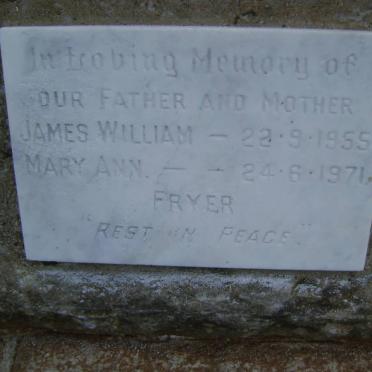 In Loving Memory of
OUR FATHER AND MOTHER
JAMES WILLIAM — 22·9·1955
MARY ANN. — — 24·6·1971.
FRYER
"REST IN PEACE"